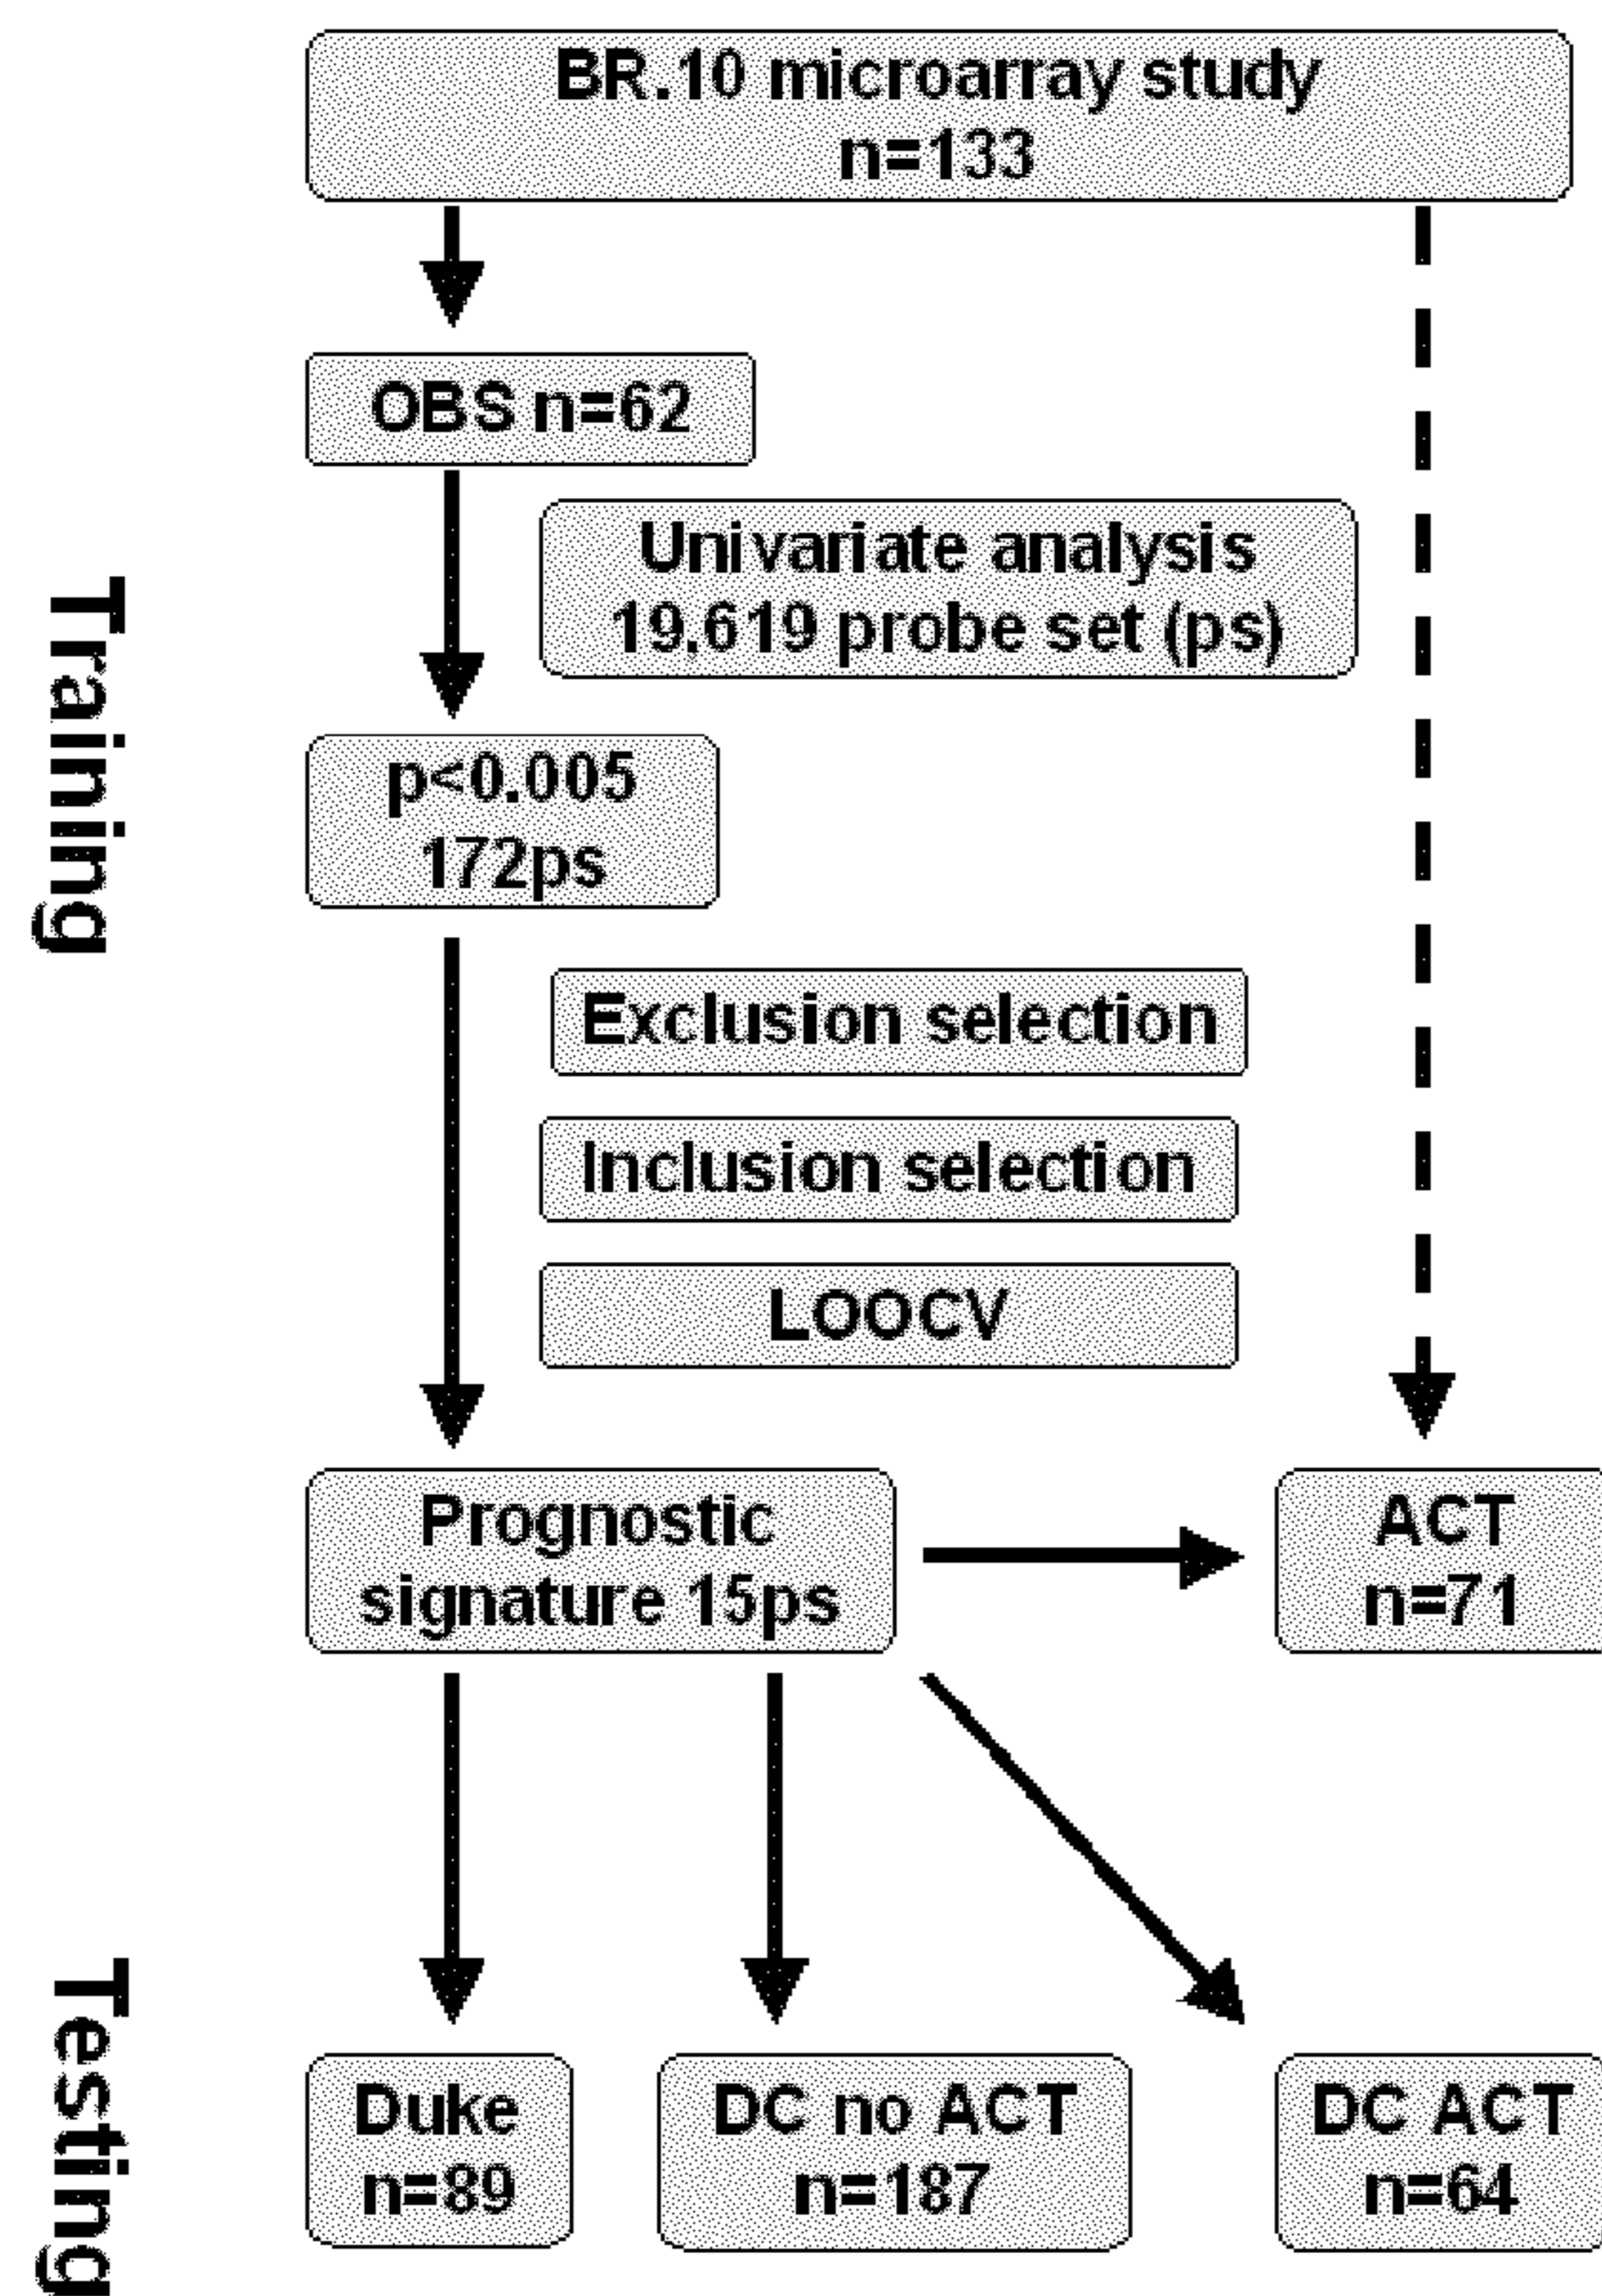 BR.10 microarray study
n=133
OBS n=62
Univariate analysis
19,619 probe set (ps)
Training
p<0.005
172ps
Exclusion selection
Inclusion selection
LOOCV
Prognostic
signature 15ps
ACT
n=71
Testing
Duke
n=89
DC no ACT
n=187
DC ACT
n=64